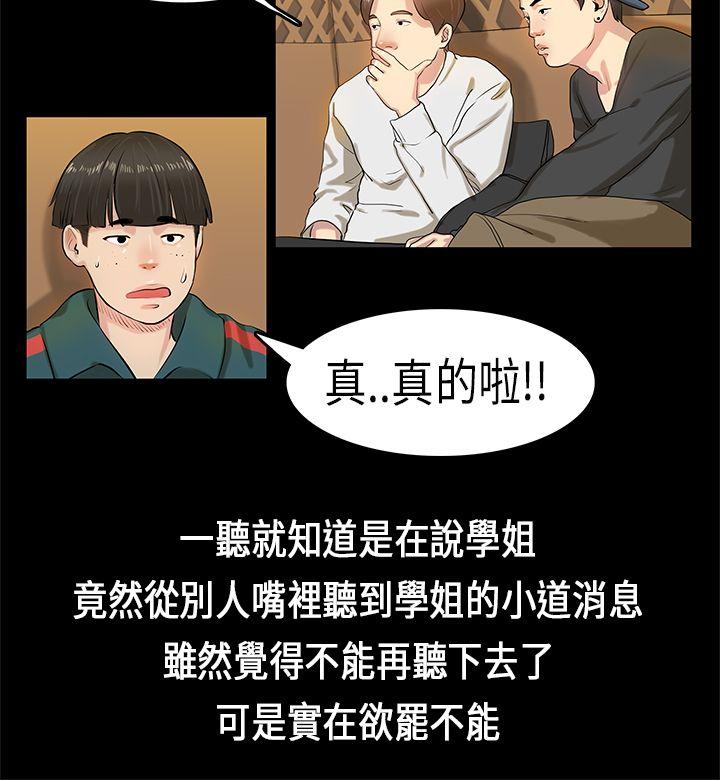 真..真的啦!!
一聽就知道是在說學姐
竟然從別人嘴裡聽到學姐的小道消息
雖然覺得不能再聽下去了
可是實在欲罷不能